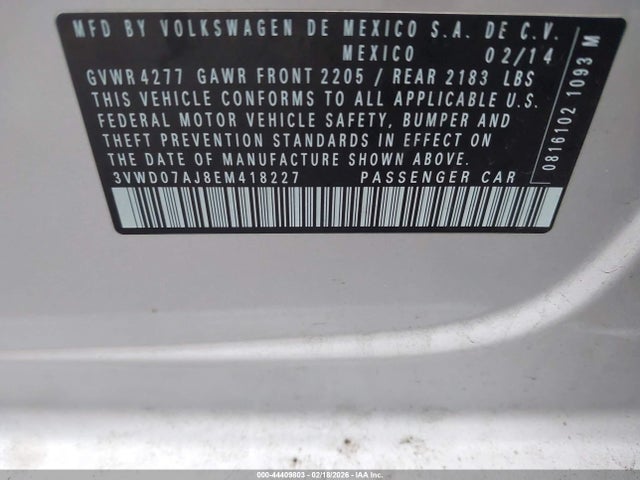 MFD BY VOLKSWAGEN DE MEXICO S.A. DE C.V.
MEXICO 02/14
GVWR 4277 GAWR FRONT 2205 / REAR 2183 LBS
THIS VEHICLE CONFORMS TO ALL APPLICABLE U.S.
FEDERAL MOTOR VEHICLE SAFETY, BUMPER AND
THEFT PREVENTION STANDARDS IN EFFECT ON
THE DATE OF MANUFACTURE SHOWN ABOVE.
3VWD07AJ8EM418227 PASSENGER CAR
0816102 1093 M
000-44409803 - 02/18/2026 - IAA, Inc.